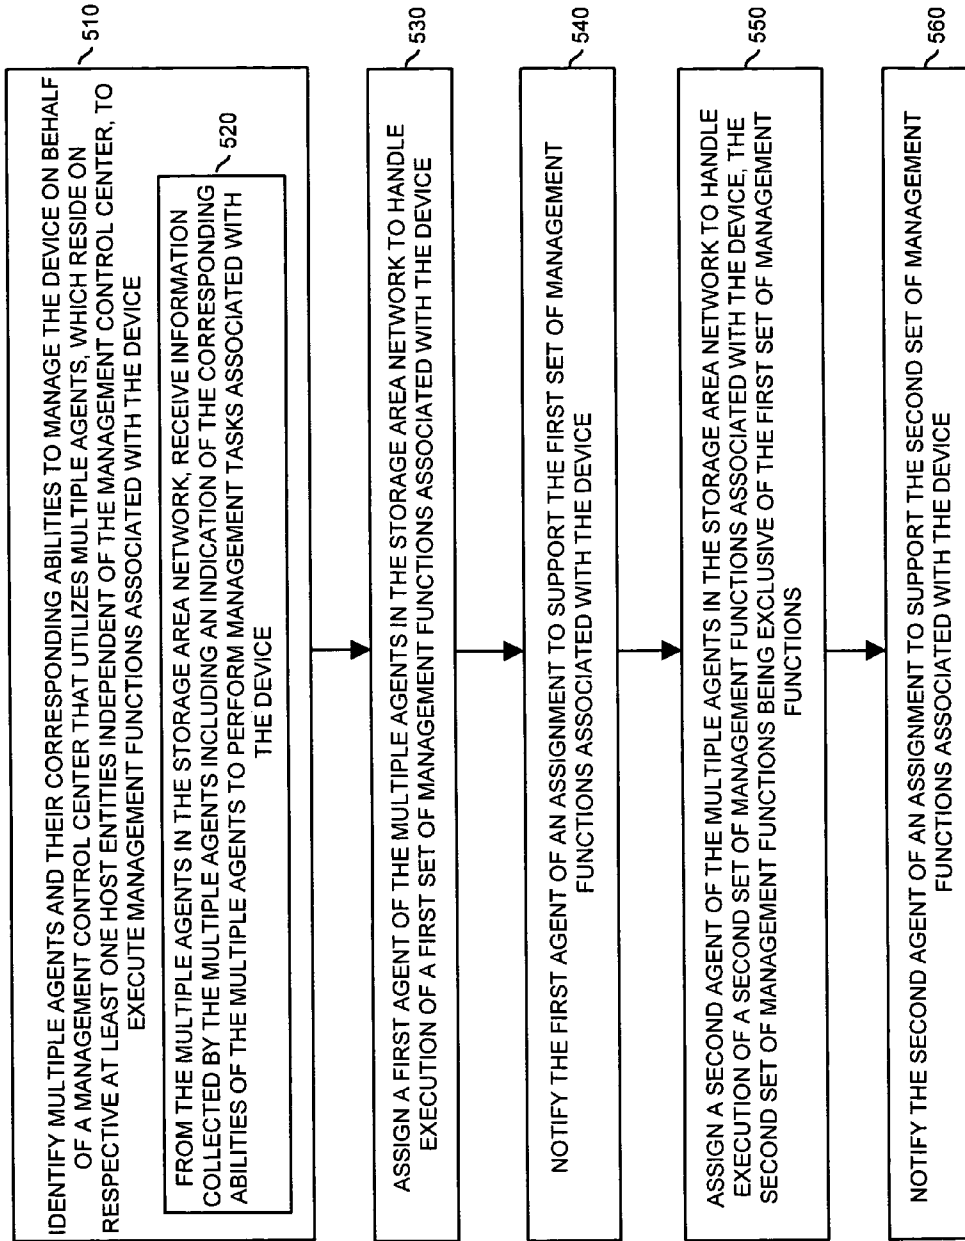 IDENTIFY MULTIPLE AGENTS AND THEIR CORRESPONDING ABILITIES TO MANAGE THE DEVICE ON BEHALF
OF A MANAGEMENT CONTROL CENTER THAT UTILIZES MULTIPLE AGENTS, WHICH RESIDE ON
RESPECTIVE AT LEAST ONE HOST ENTITIES INDEPENDENT OF THE MANAGEMENT CONTROL CENTER, TO
EXECUTE MANAGEMENT FUNCTIONS ASSOCIATED WITH THE DEVICE
510
FROM THE MULTIPLE AGENTS IN THE STORAGE AREA NETWORK, RECEIVE INFORMATION
COLLECTED BY THE MULTIPLE AGENTS INCLUDING AN INDICATION OF THE CORRESPONDING
ABILITIES OF THE MULTIPLE AGENTS TO PERFORM MANAGEMENT TASKS ASSOCIATED WITH
THE DEVICE
520
ASSIGN A FIRST AGENT OF THE MULTIPLE AGENTS IN THE STORAGE AREA NETWORK TO HANDLE
EXECUTION OF A FIRST SET OF MANAGEMENT FUNCTIONS ASSOCIATED WITH THE DEVICE
530
NOTIFY THE FIRST AGENT OF AN ASSIGNMENT TO SUPPORT THE FIRST SET OF MANAGEMENT
FUNCTIONS ASSOCIATED WITH THE DEVICE
540
ASSIGN A SECOND AGENT OF THE MULTIPLE AGENTS IN THE STORAGE AREA NETWORK TO HANDLE
EXECUTION OF A SECOND SET OF MANAGEMENT FUNCTIONS ASSOCIATED WITH THE DEVICE, THE
SECOND SET OF MANAGEMENT FUNCTIONS BEING EXCLUSIVE OF THE FIRST SET OF MANAGEMENT
FUNCTIONS
550
NOTIFY THE SECOND AGENT OF AN ASSIGNMENT TO SUPPORT THE SECOND SET OF MANAGEMENT
FUNCTIONS ASSOCIATED WITH THE DEVICE
560